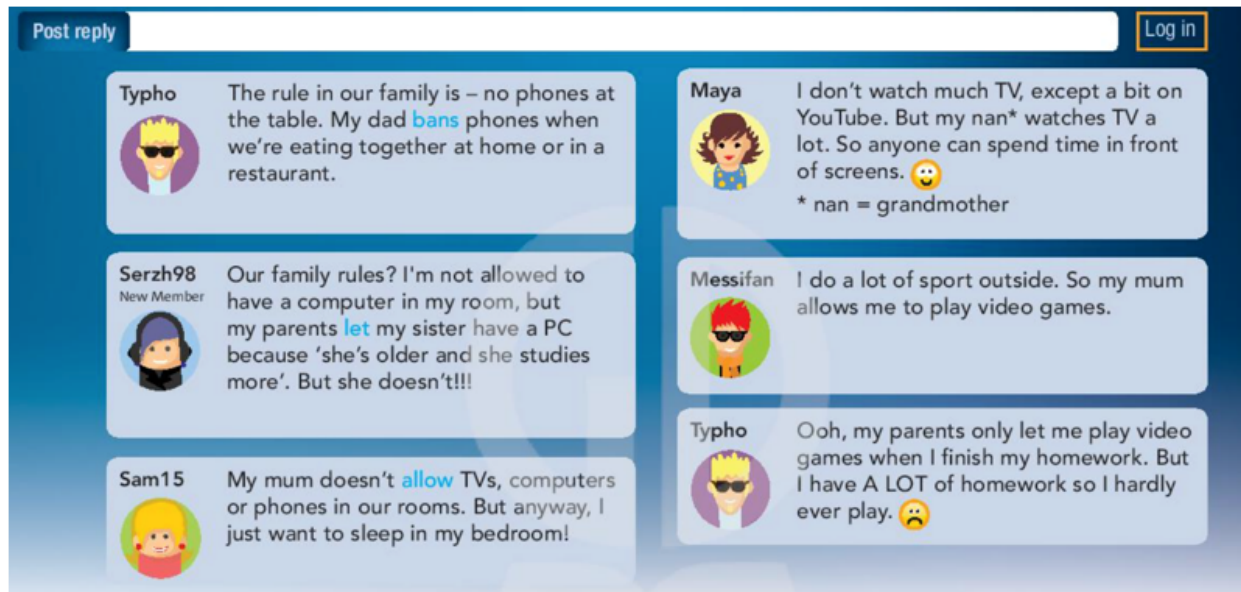 Post reply
Log in
Typho
The rule in our family is – no phones at
the table. My dad bans phones when
we're eating together at home or in a
restaurant.
Serzh98
New Member
Our family rules? I'm not allowed to
have a computer in my room, but
my parents let my sister have a PC
because 'she's older and she studies
more'. But she doesn't!!!
Sam15
My mum doesn't allow TVs, computers
or phones in our rooms. But anyway, I
just want to sleep in my bedroom!
Maya
I don't watch much TV, except a bit on
YouTube. But my nan* watches TV a
lot. So anyone can spend time in front
of screens.
* nan = grandmother
Messifan
I do a lot of sport outside. So my mum
allows me to play video games.
Typho
Ooh, my parents only let me play video
games when I finish my homework. But
I have A LOT of homework so I hardly
ever play.